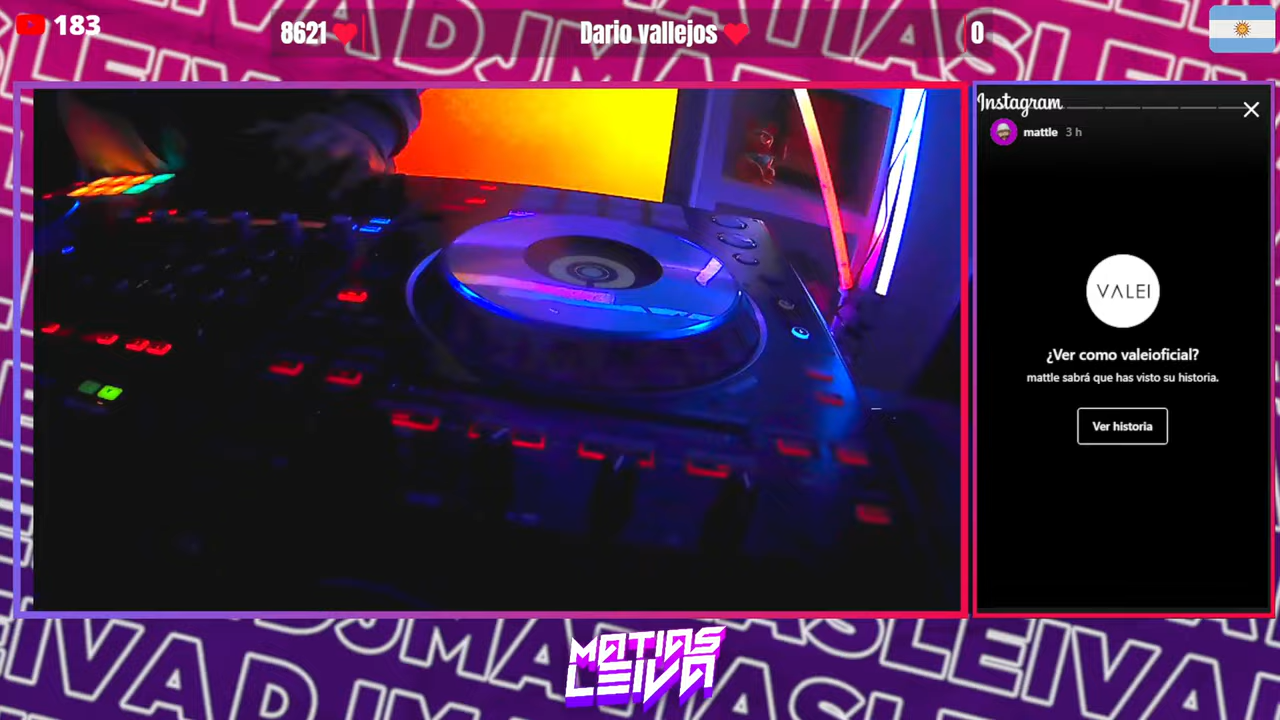 183
8621
Dario vallejos
0
Instagram
mattle 3 h
VALEI
¿Ver como valeioficial?
mattle sabrá que has visto su historia.
Ver historia
MATIAS
LEIVA
DJMATIASLEIVA